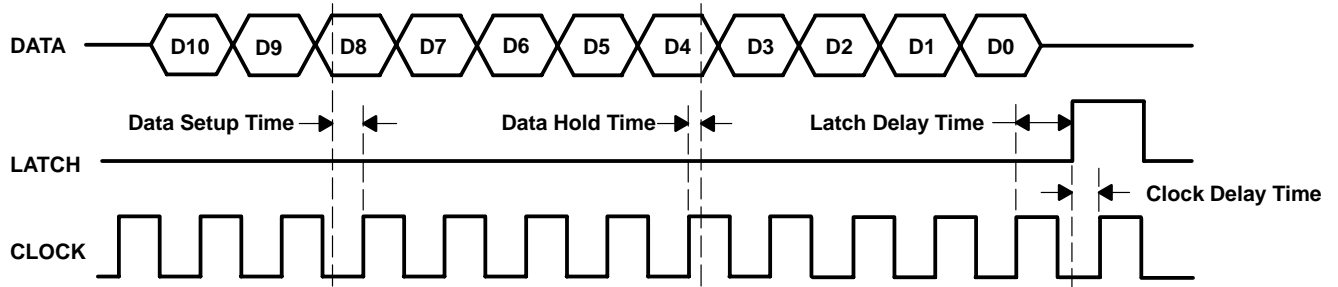 DATA D10 D9 D8 D7 D6 D5 D4 D3 D2 D1 D0
Data Setup Time Data Hold Time Latch Delay Time
LATCH
Clock Delay Time
CLOCK